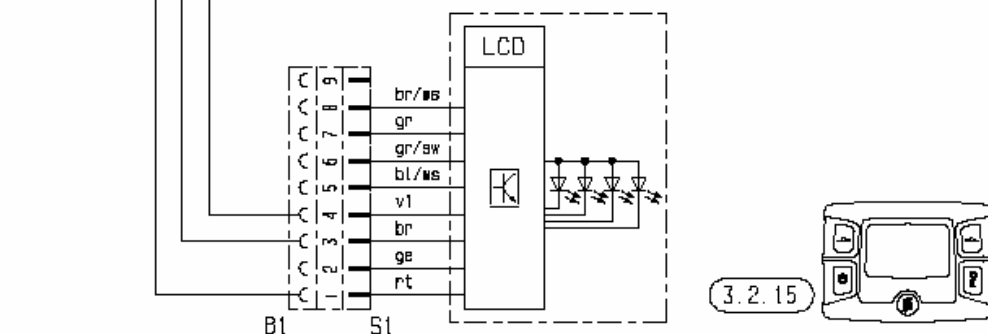 LCD
9
8 br/ws
7 gr
6 gr/sw
5 bl/ws
4 vl
3 br
2 ge
1 rt
B1 S1
3.2.15